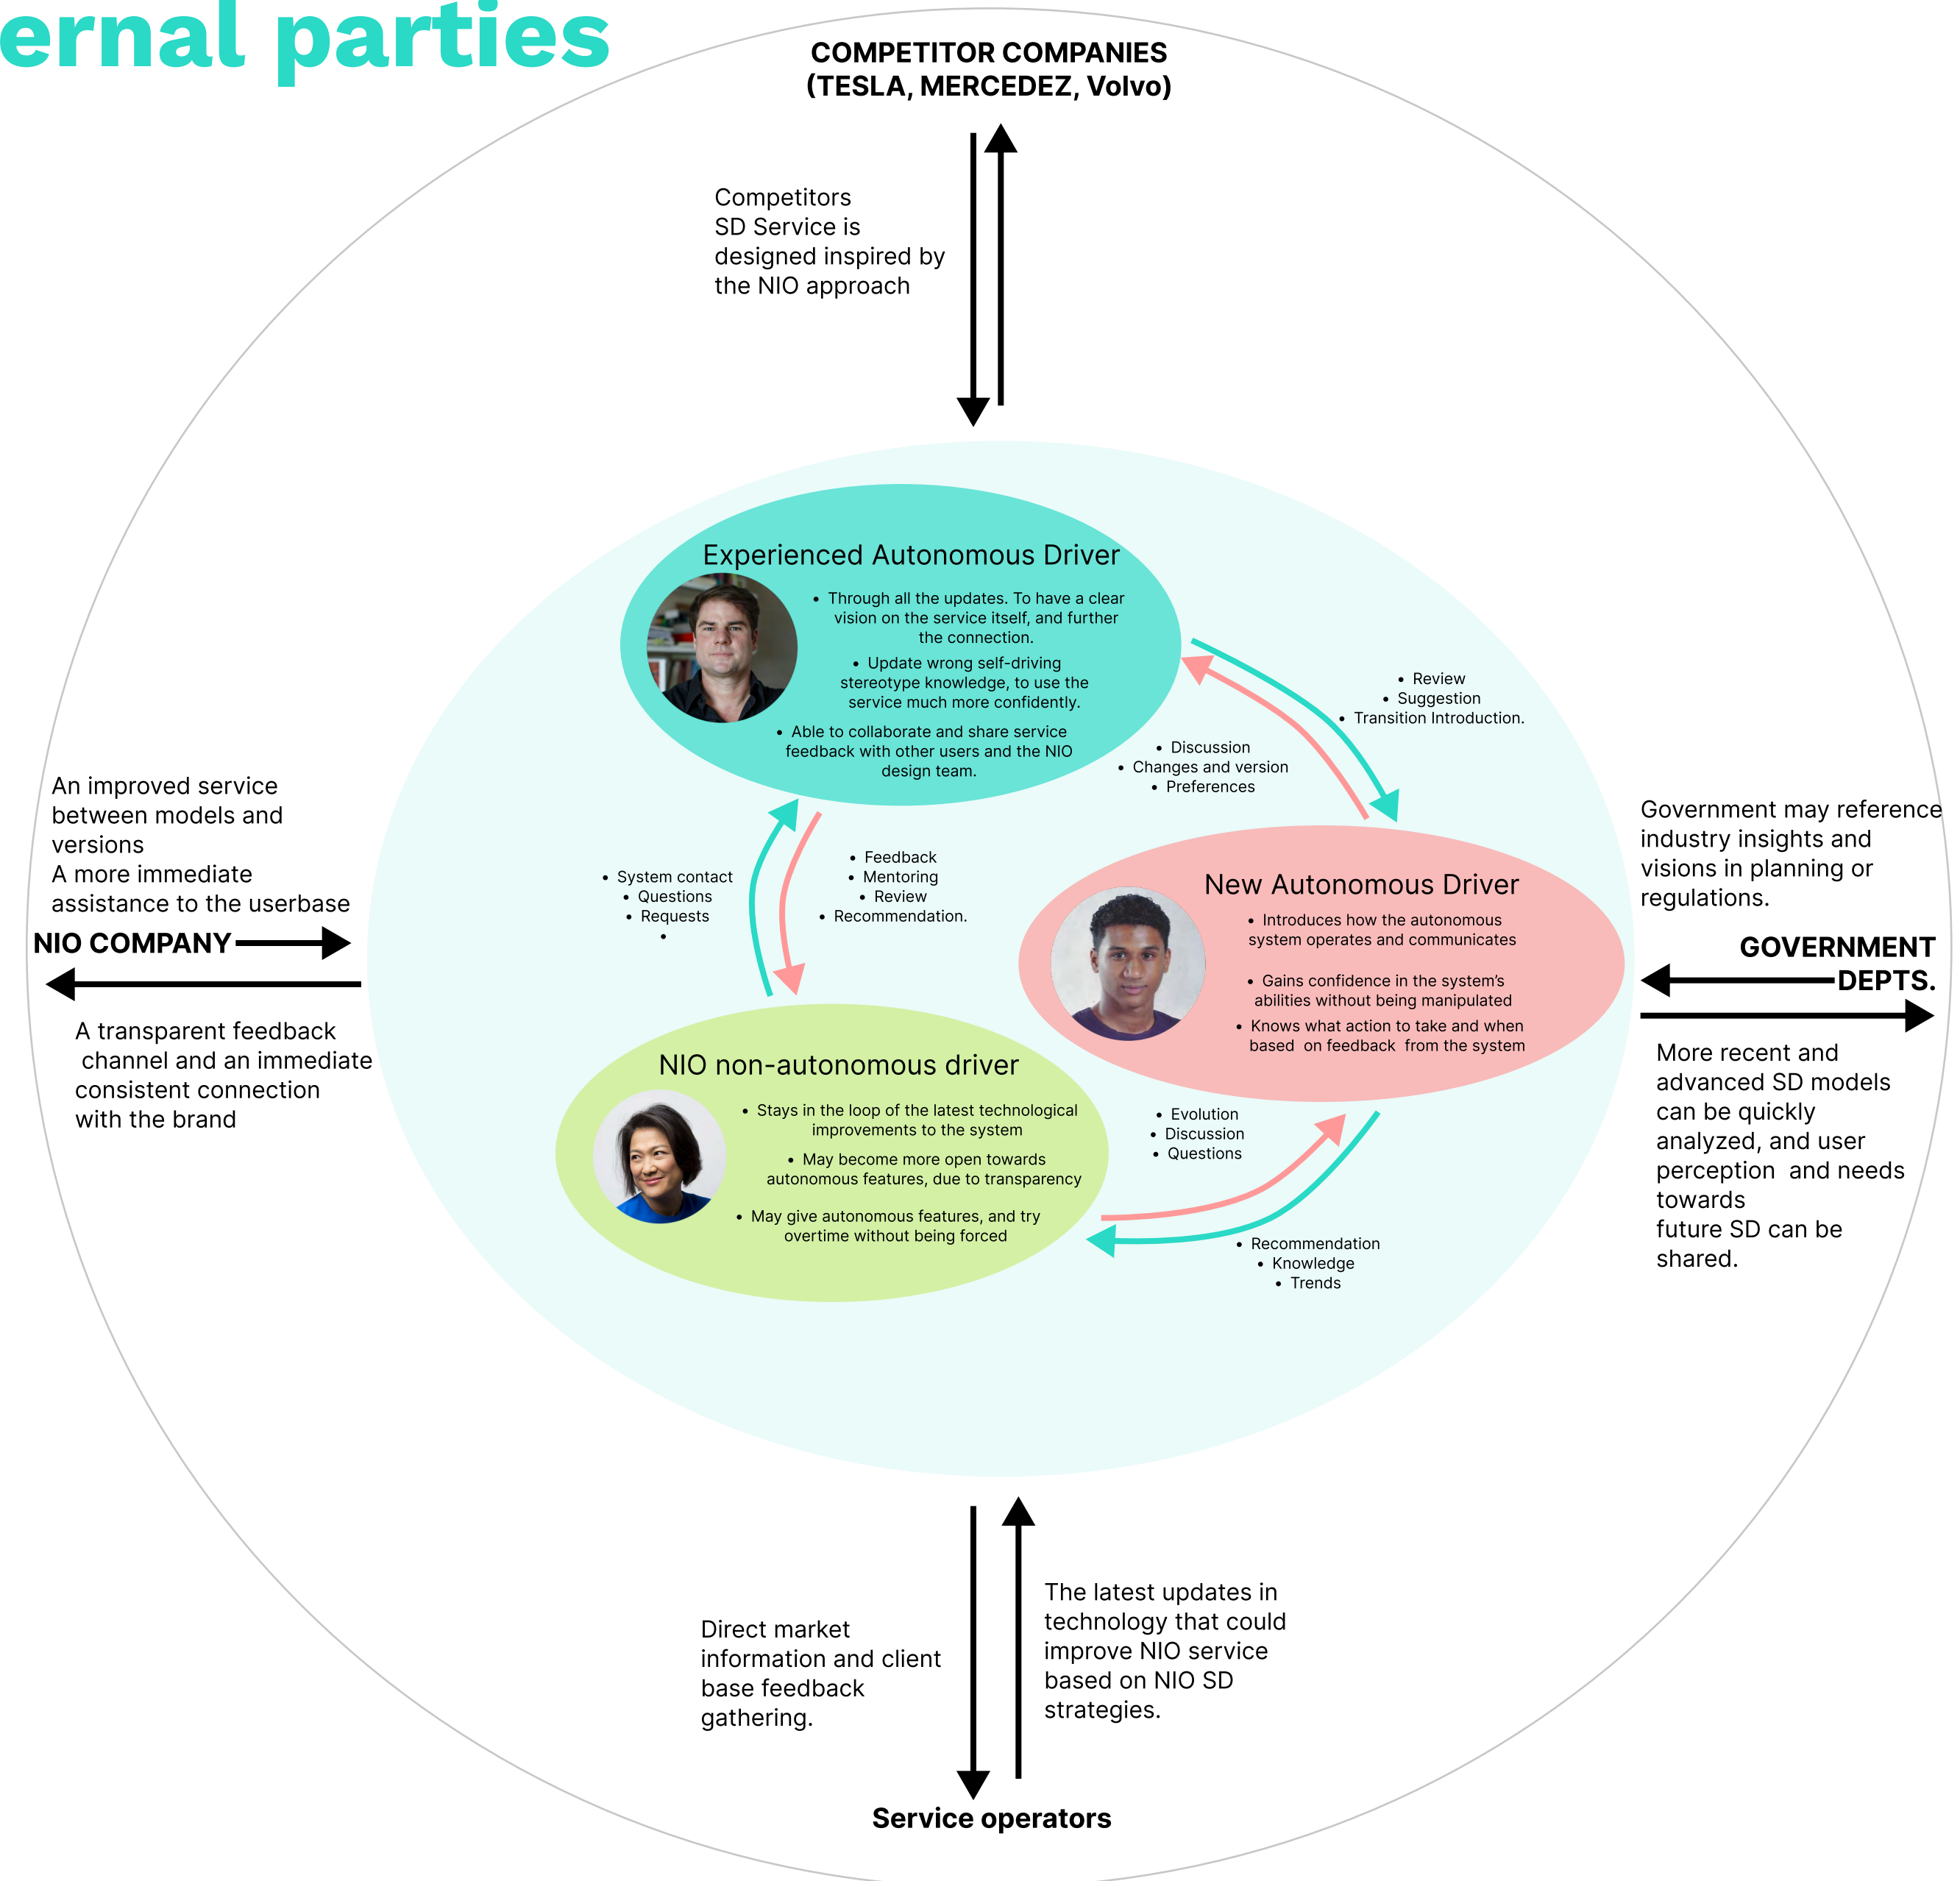 ernal parties
COMPETITOR COMPANIES
(TESLA, MERCEDEZ, Volvo)
Competitors
SD Service is
designed inspired by
the NIO approach
Experienced Autonomous Driver
• Through all the updates. To have a clear
vision on the service itself, and further
the connection.
• Update wrong self-driving
stereotype knowledge, to use the
service much more confidently.
• Able to collaborate and share service
feedback with other users and the NIO
design team.
• Review
• Suggestion
• Transition Introduction.
• Discussion
• Changes and version
• Preferences
An improved service
between models and
versions
A more immediate
assistance to the userbase
NIO COMPANY
A transparent feedback
channel and an immediate
consistent connection
with the brand
• System contact
• Questions
• Requests
•
• Feedback
• Mentoring
• Review
• Recommendation.
New Autonomous Driver
• Introduces how the autonomous
system operates and communicates
• Gains confidence in the system's
abilities without being manipulated
• Knows what action to take and when
based on feedback from the system
Government may reference
industry insights and
visions in planning or
regulations.
GOVERNMENT
DEPTS.
More recent and
advanced SD models
can be quickly
analyzed, and user
perception and needs
towards
future SD can be
shared.
NIO non-autonomous driver
• Stays in the loop of the latest technological
improvements to the system
• May become more open towards
autonomous features, due to transparency
• May give autonomous features, and try
overtime without being forced
• Evolution
• Discussion
• Questions
• Recommendation
• Knowledge
• Trends
Direct market
information and client
base feedback
gathering.
The latest updates in
technology that could
improve NIO service
based on NIO SD
strategies.
Service operators